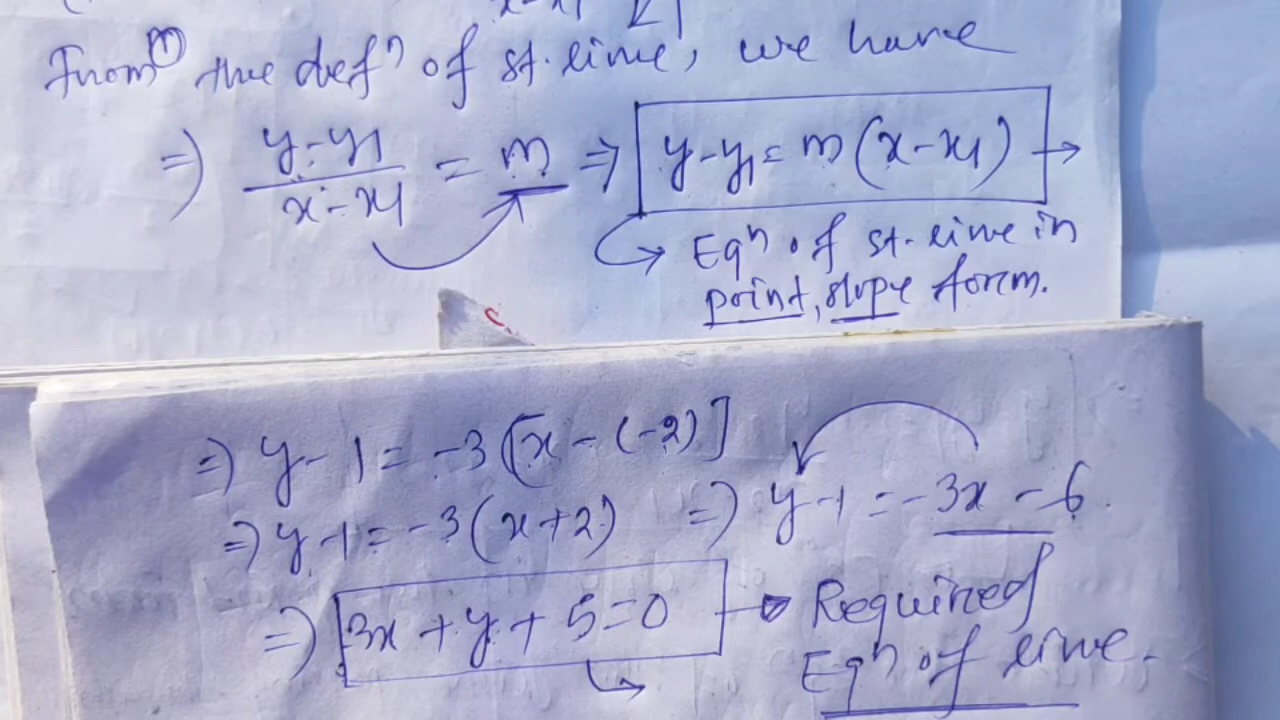 From the defⁿ of st. line, we have
⇒ y-y₁/x-x₁ = m ⇒ y-y₁ = m(x-x₁) →
↪ Eqⁿ of st. line in
point, slope form.
⇒ y-1 = -3[x-(-2)]
⇒ y-1 = -3(x+2) ⇒ y-1 = -3x-6.
⇒ 3x+y+5=0 → Required
Eqⁿ of line.